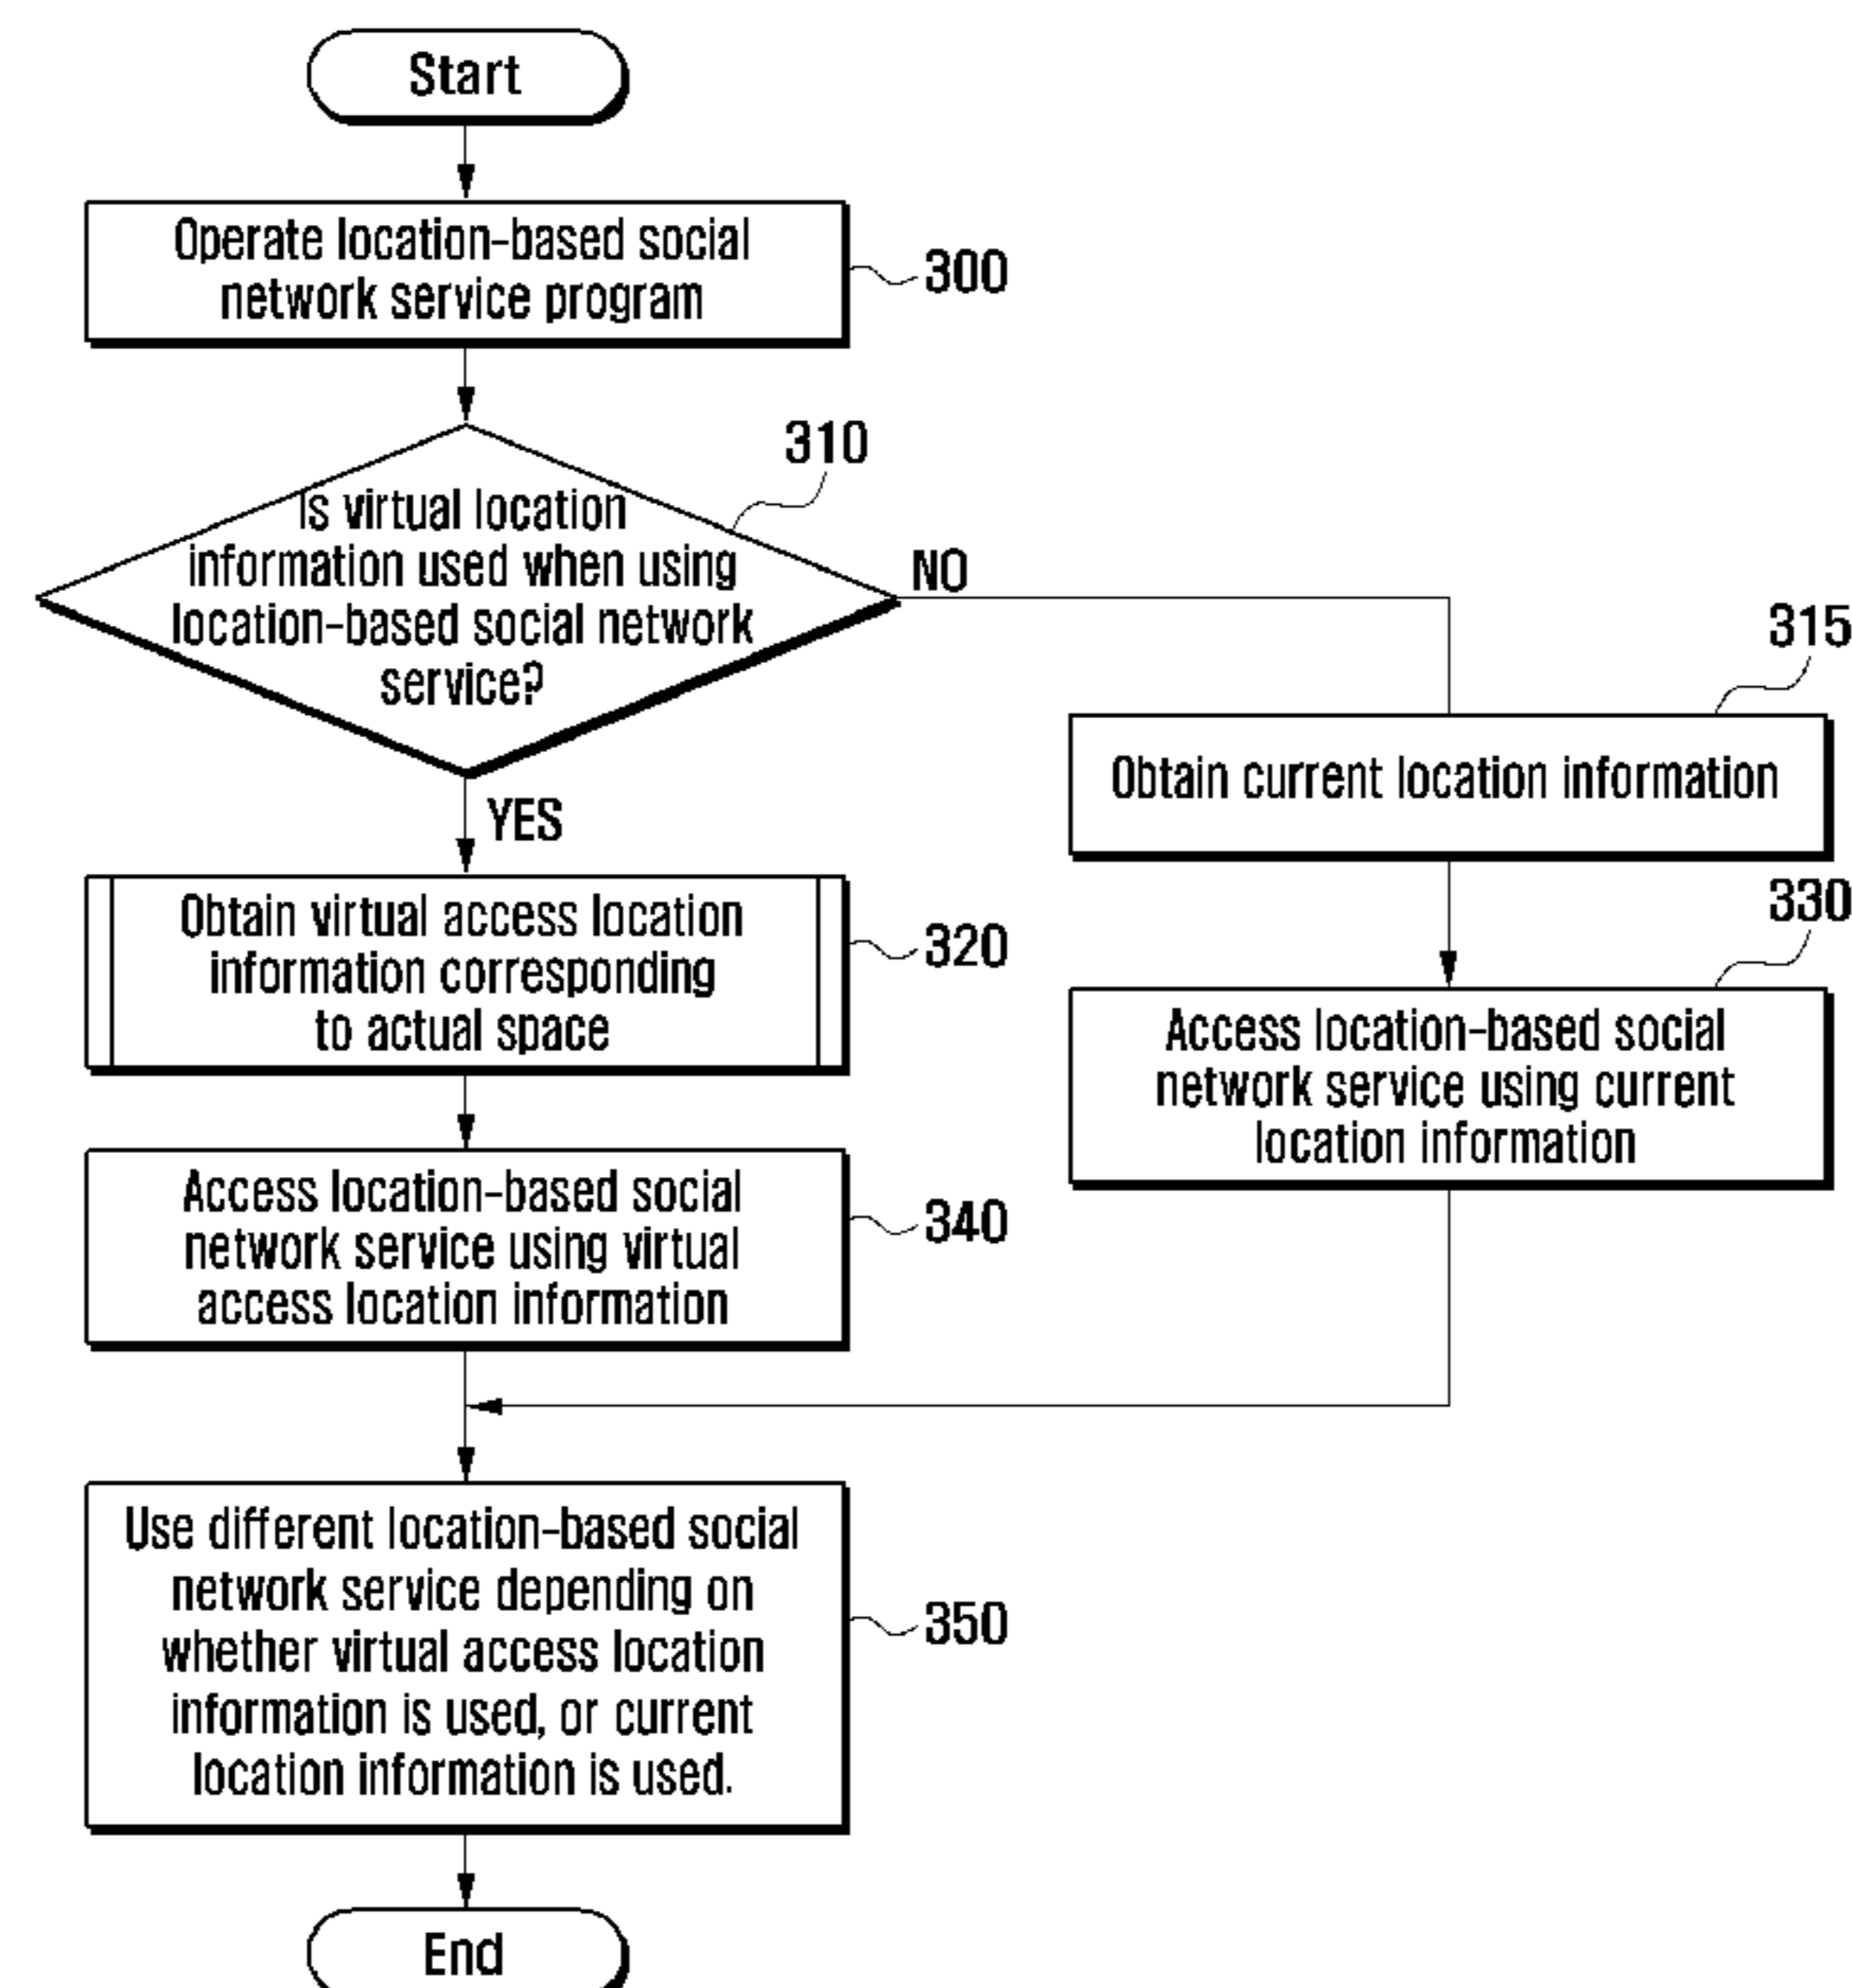 Start
Operate location-based social
network service program
300
310
Is virtual location
information used when using
location-based social network
service?
NO
YES
315
Obtain current location information
330
Access location-based social
network service using current
location information
Obtain virtual access location
information corresponding
to actual space
320
Access location-based social
network service using virtual
access location information
340
Use different location-based social
network service depending on
whether virtual access location
information is used, or current
location information is used.
350
End